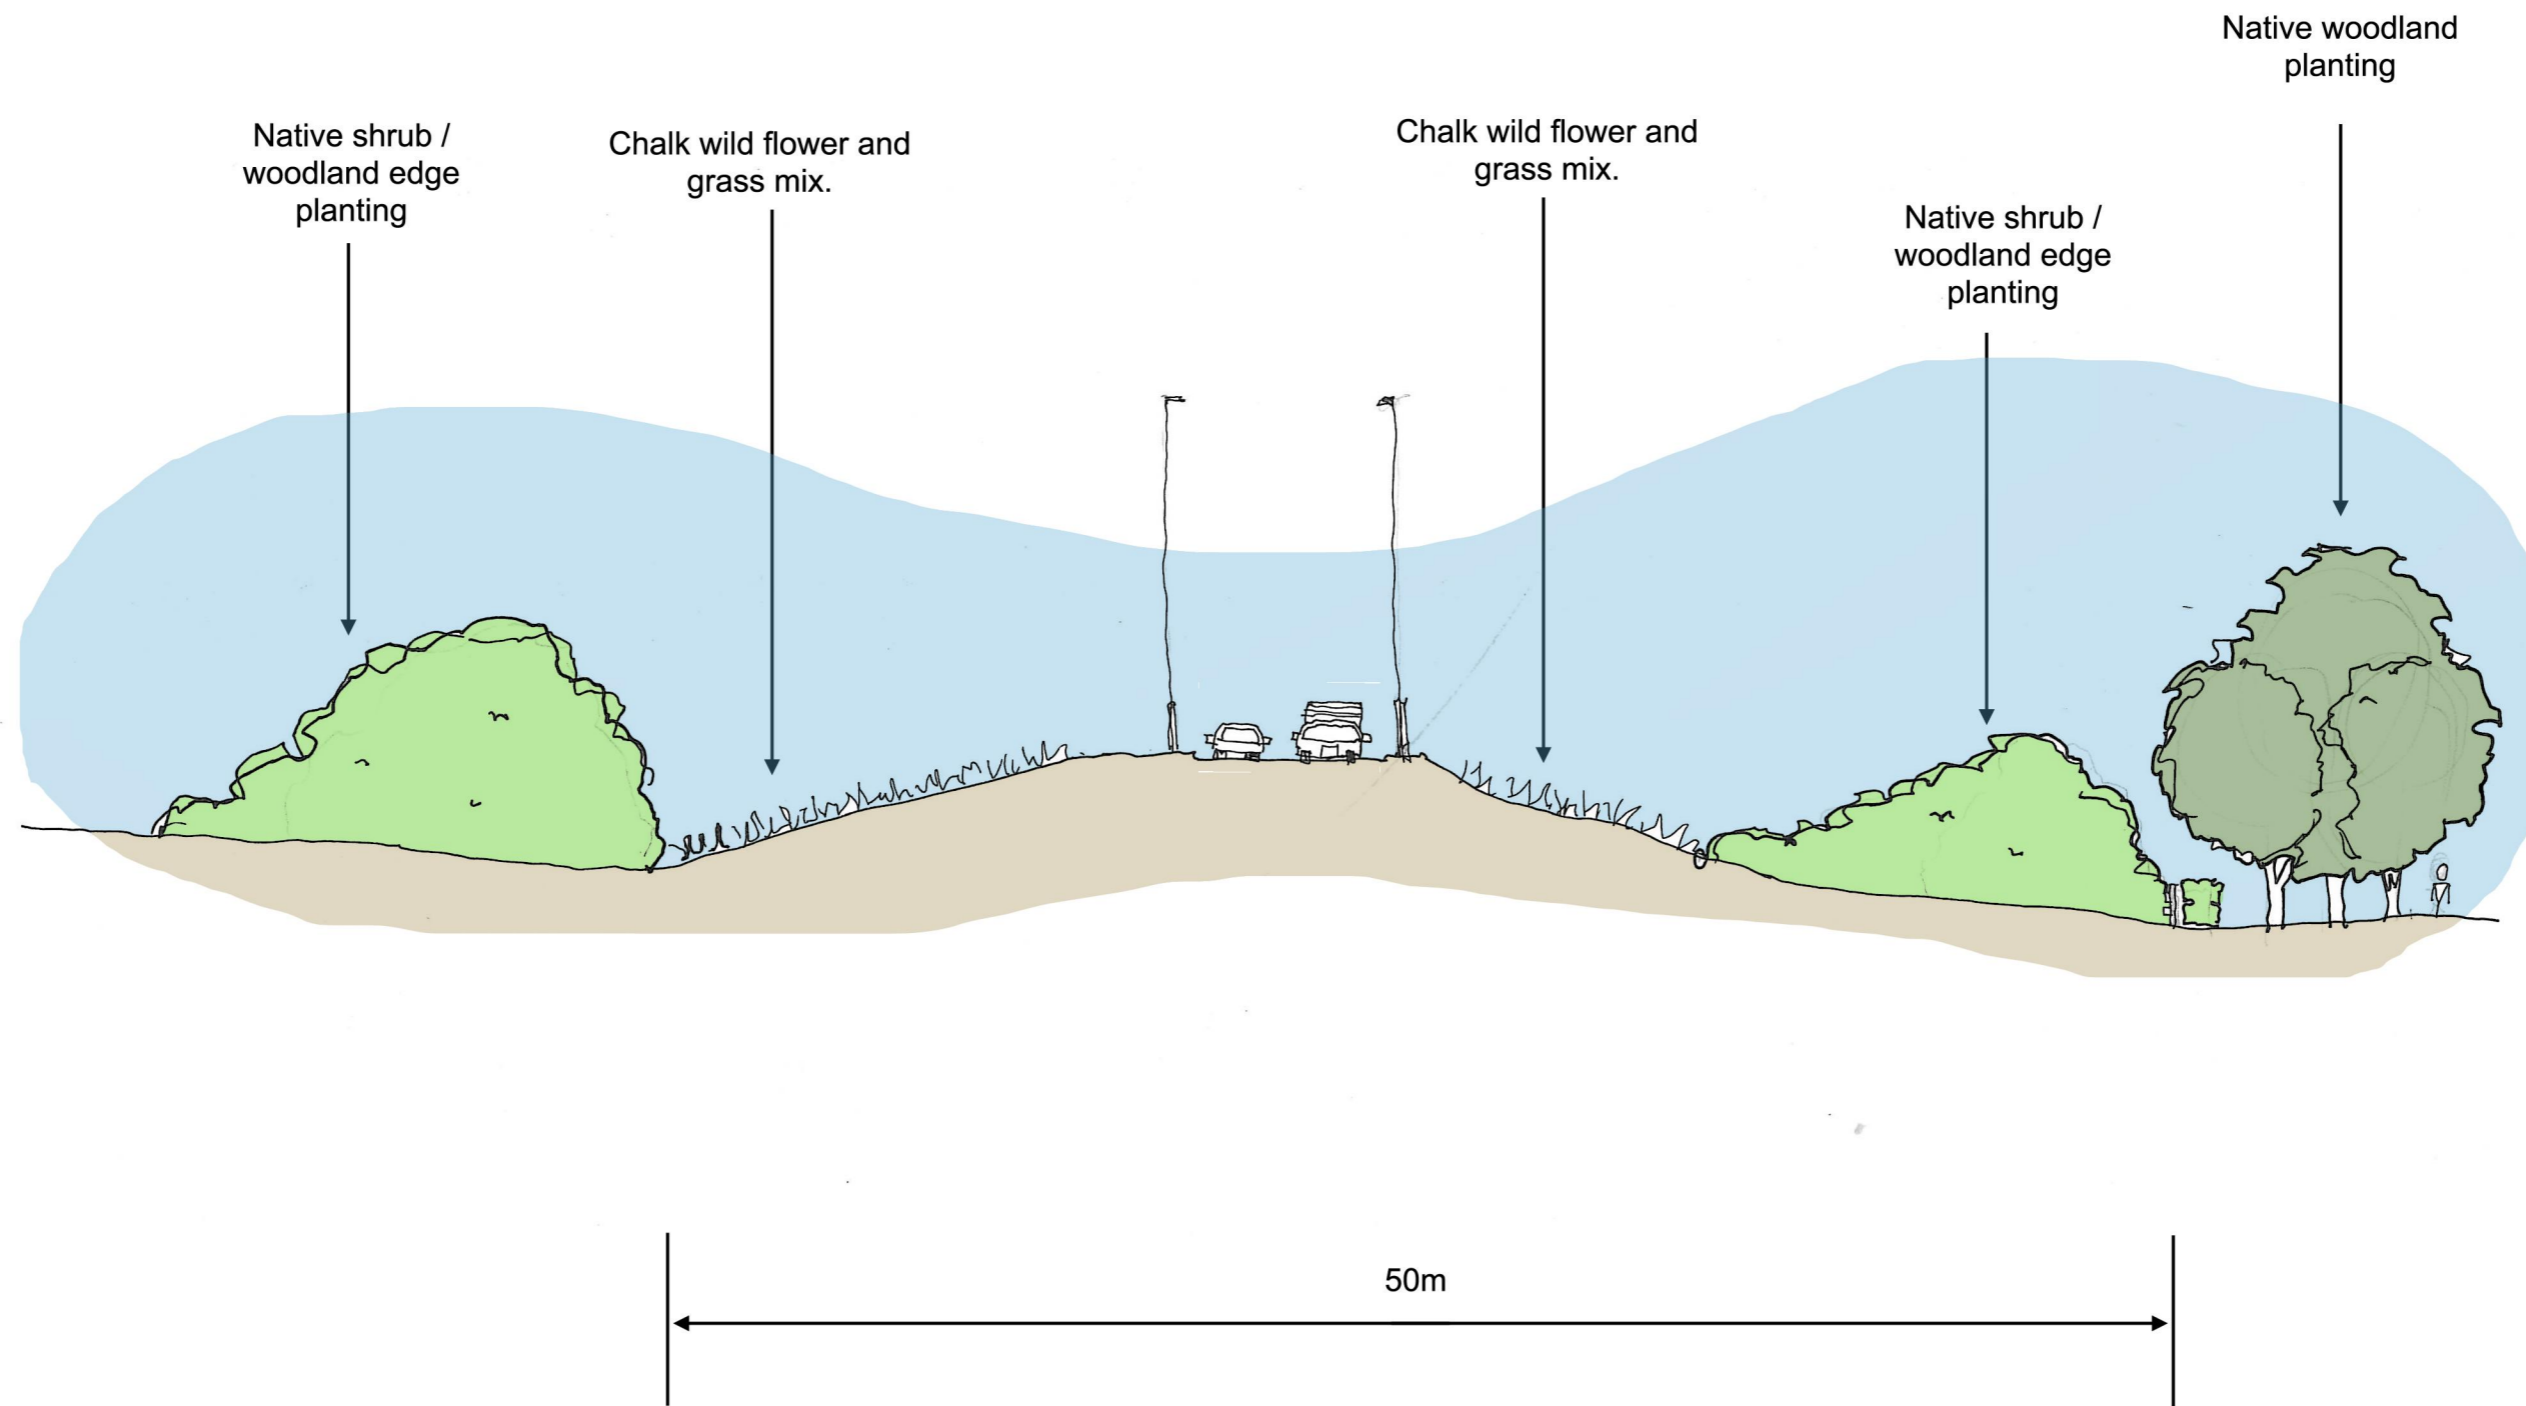 Native woodland
planting
Native shrub /
woodland edge
planting
Chalk wild flower and
grass mix.
Chalk wild flower and
grass mix.
Native shrub /
woodland edge
planting
50m